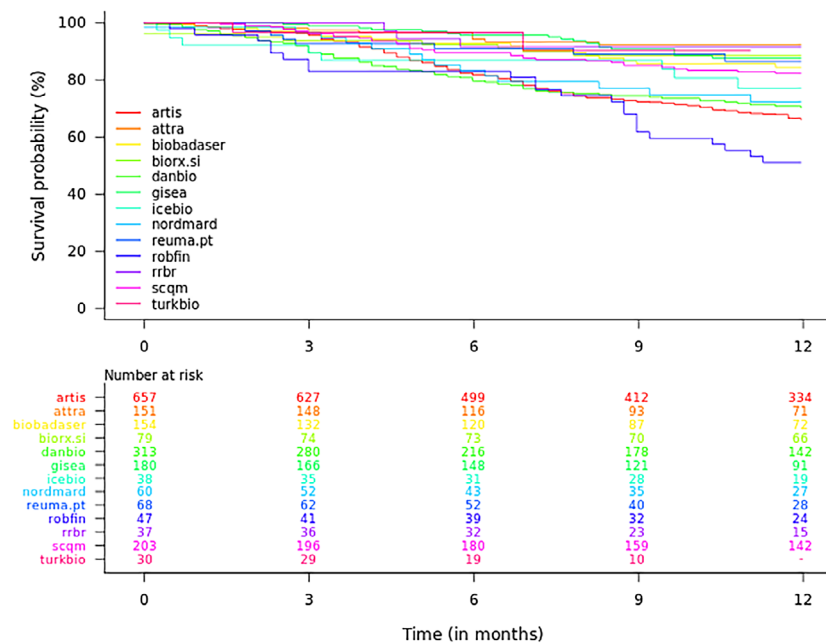 Survival probability (%)
100
80
60
40
20
0
artis
attra
biobadaser
biorx.si
danbio
gisea
icebio
nordmard
reuma.pt
robfin
rrbr
scqm
turkbio
0 3 6 9 12
Number at risk
artis 657 627 499 412 334
attra 151 148 116 93 71
biobadaser 154 132 120 87 72
biorx.si 79 74 73 70 66
danbio 313 280 216 178 142
gisea 180 166 148 121 91
icebio 38 35 31 28 19
nordmard 60 52 43 35 27
reuma.pt 68 62 52 40 28
robfin 47 41 39 32 24
rrbr 37 36 32 23 15
scqm 203 196 180 159 142
turkbio 30 29 19 10 -
0 3 6 9 12
Time (in months)